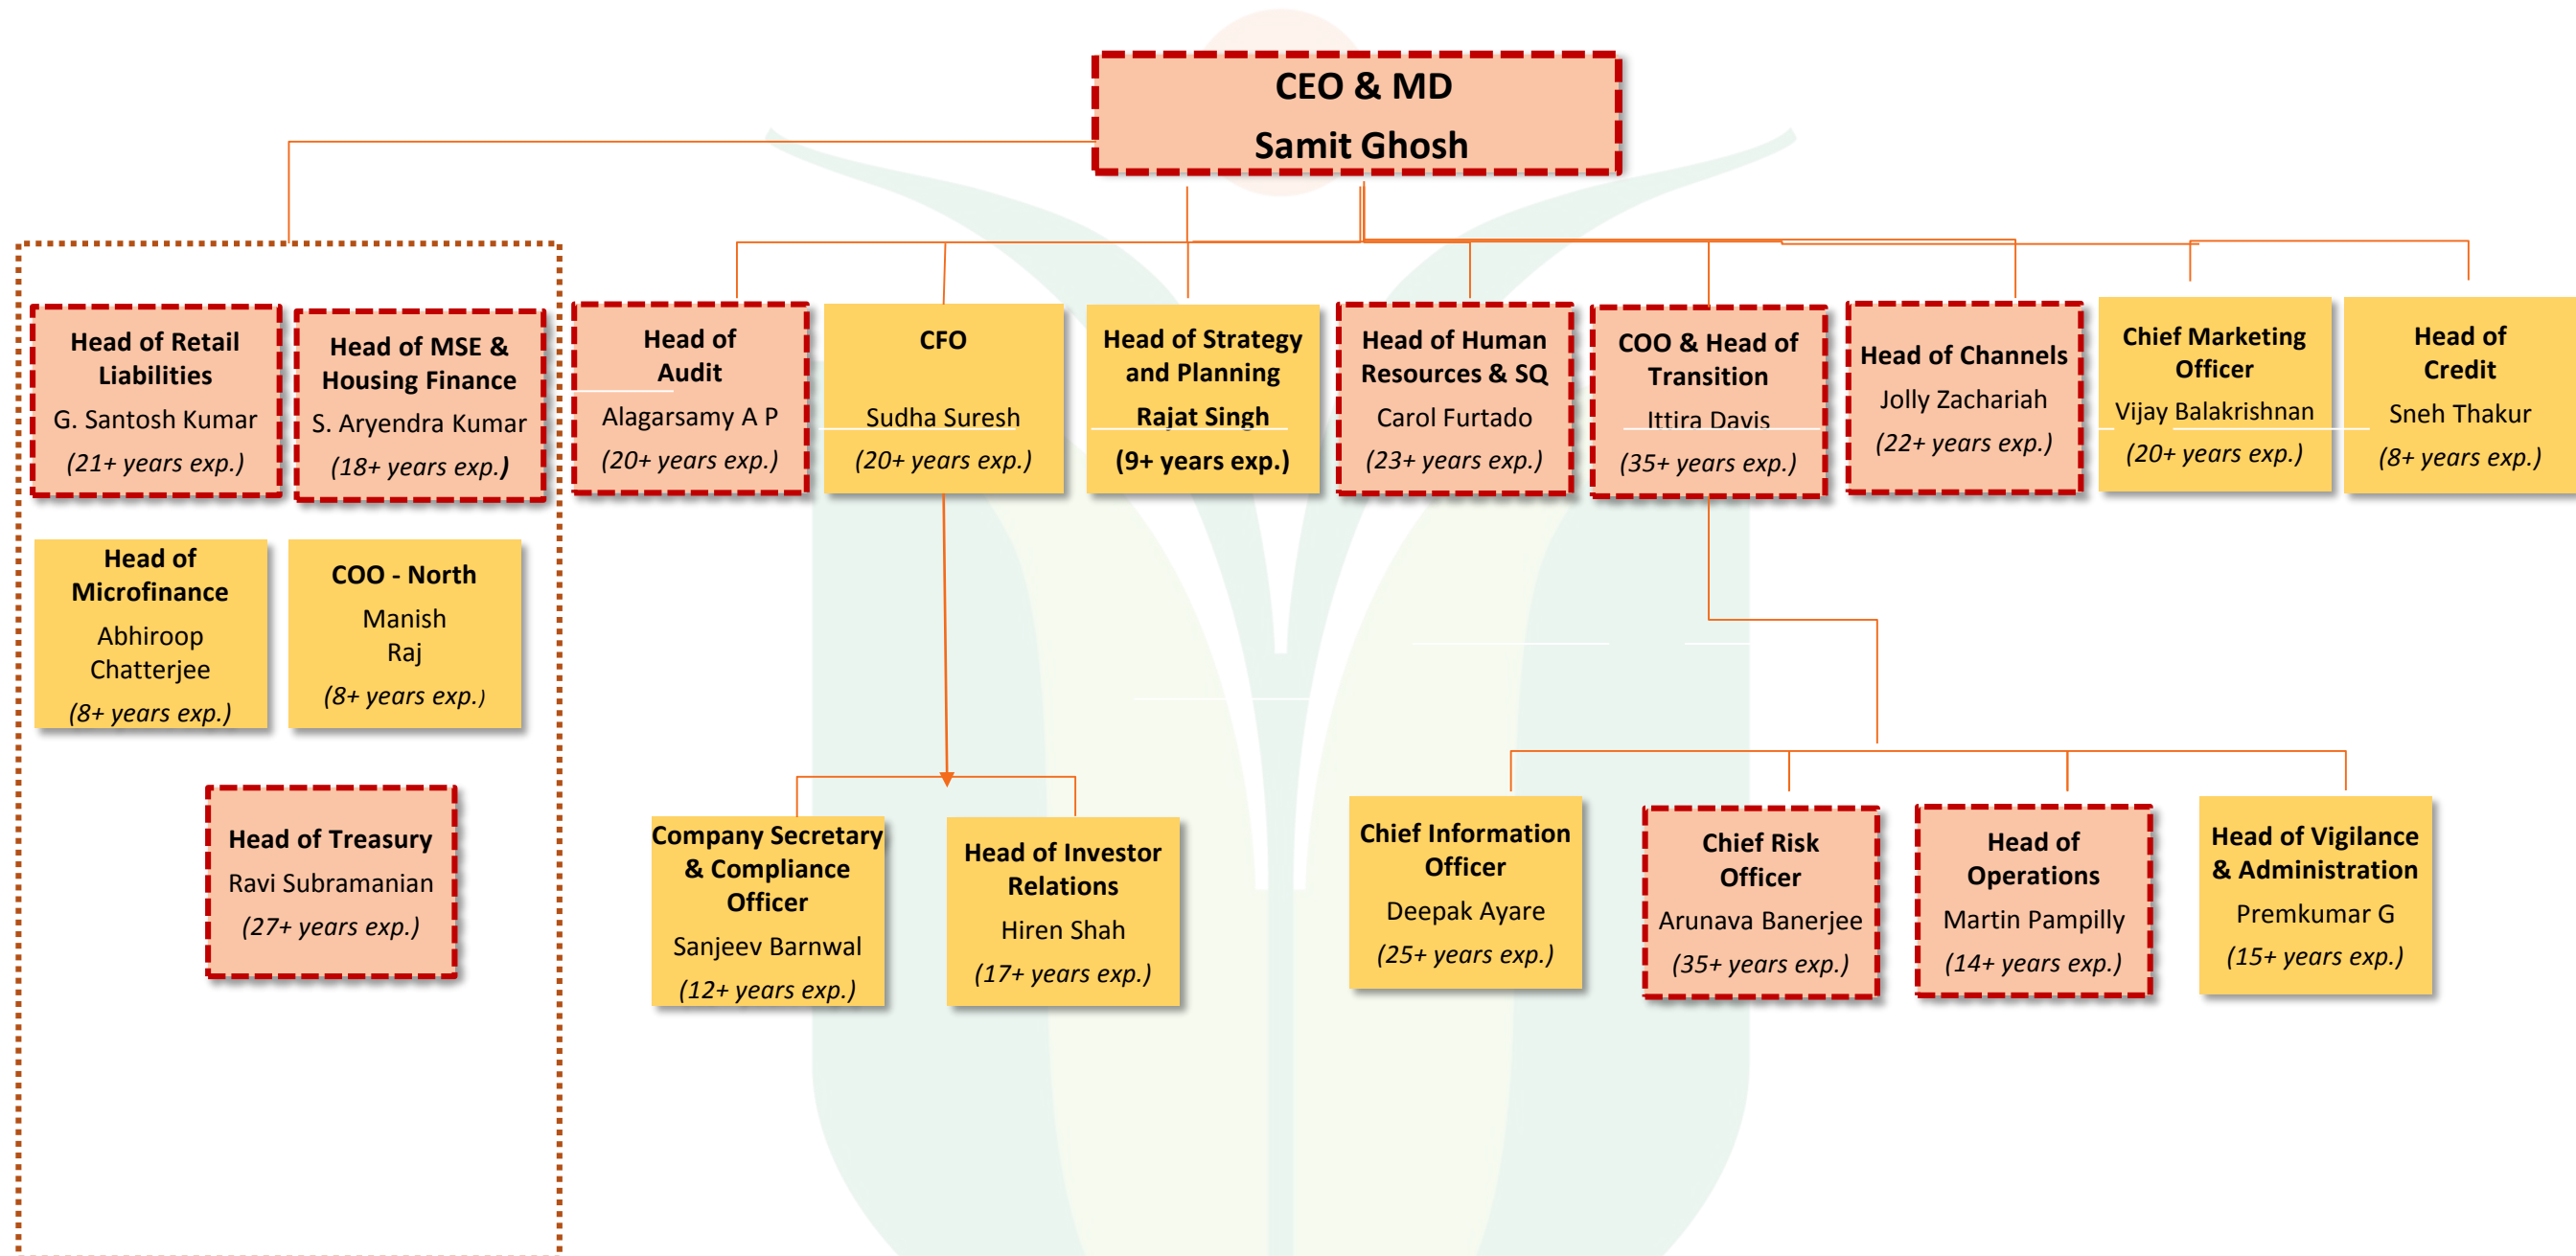 CEO & MD
Samit Ghosh
Head of Retail
Liabilities
G. Santosh Kumar
(21+ years exp.)
Head of MSE &
Housing Finance
S. Aryendra Kumar
(18+ years exp.)
Head of
Audit
Alagarsamy A P
(20+ years exp.)
CFO
Sudha Suresh
(20+ years exp.)
Head of Strategy
and Planning
Rajat Singh
(9+ years exp.)
Head of Human
Resources & SQ
Carol Furtado
(23+ years exp.)
COO & Head of
Transition
Ittira Davis
(35+ years exp.)
Head of Channels
Jolly Zachariah
(22+ years exp.)
Chief Marketing
Officer
Vijay Balakrishnan
(20+ years exp.)
Head of
Credit
Sneh Thakur
(8+ years exp.)
Head of
Microfinance
Abhiroop
Chatterjee
(8+ years exp.)
COO - North
Manish
Raj
(8+ years exp.)
Head of Treasury
Ravi Subramanian
(27+ years exp.)
Company Secretary
& Compliance
Officer
Sanjeev Barnwal
(12+ years exp.)
Head of Investor
Relations
Hiren Shah
(17+ years exp.)
Chief Information
Officer
Deepak Ayare
(25+ years exp.)
Chief Risk
Officer
Arunava Banerjee
(35+ years exp.)
Head of
Operations
Martin Pampilly
(14+ years exp.)
Head of Vigilance
& Administration
Premkumar G
(15+ years exp.)